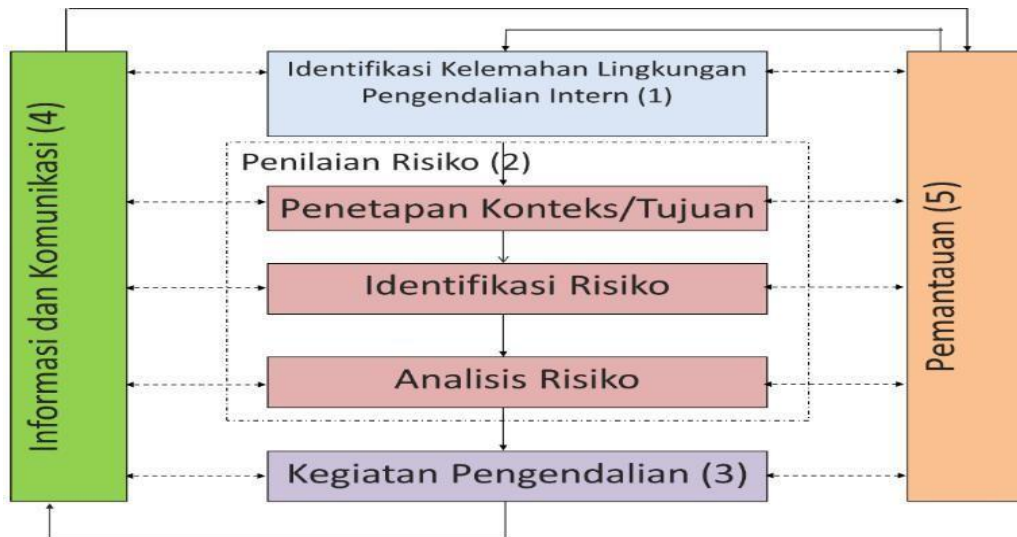 Identifikasi Kelemahan Lingkungan
Pengendalian Intern (1)
Penilaian Risiko (2)
Penetapan Konteks/Tujuan
Identifikasi Risiko
Analisis Risiko
Kegiatan Pengendalian (3)
Informasi dan Komunikasi (4)
Pemantauan (5)